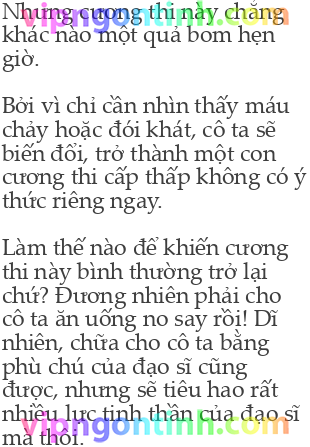 Nhưng cương thi này chẳng
khác nào một quả bom hẹn
giờ.
Bởi vì chỉ cần nhìn thấy máu
chảy hoặc đói khát, cô ta sẽ
biến đổi, trở thành một con
cương thi cấp thấp không có ý
thức riêng ngay.
Làm thế nào để khiến cương
thi này bình thường trở lại
chứ? Đương nhiên phải cho
cô ta ăn uống no say rồi! Dĩ
nhiên, chữa cho cô ta bằng
phù chú của đạo sĩ cũng
được, nhưng sẽ tiêu hao rất
nhiều lực tinh thần của đạo sĩ
mà thôi.
vipngontinh.com
vipngontinh.com